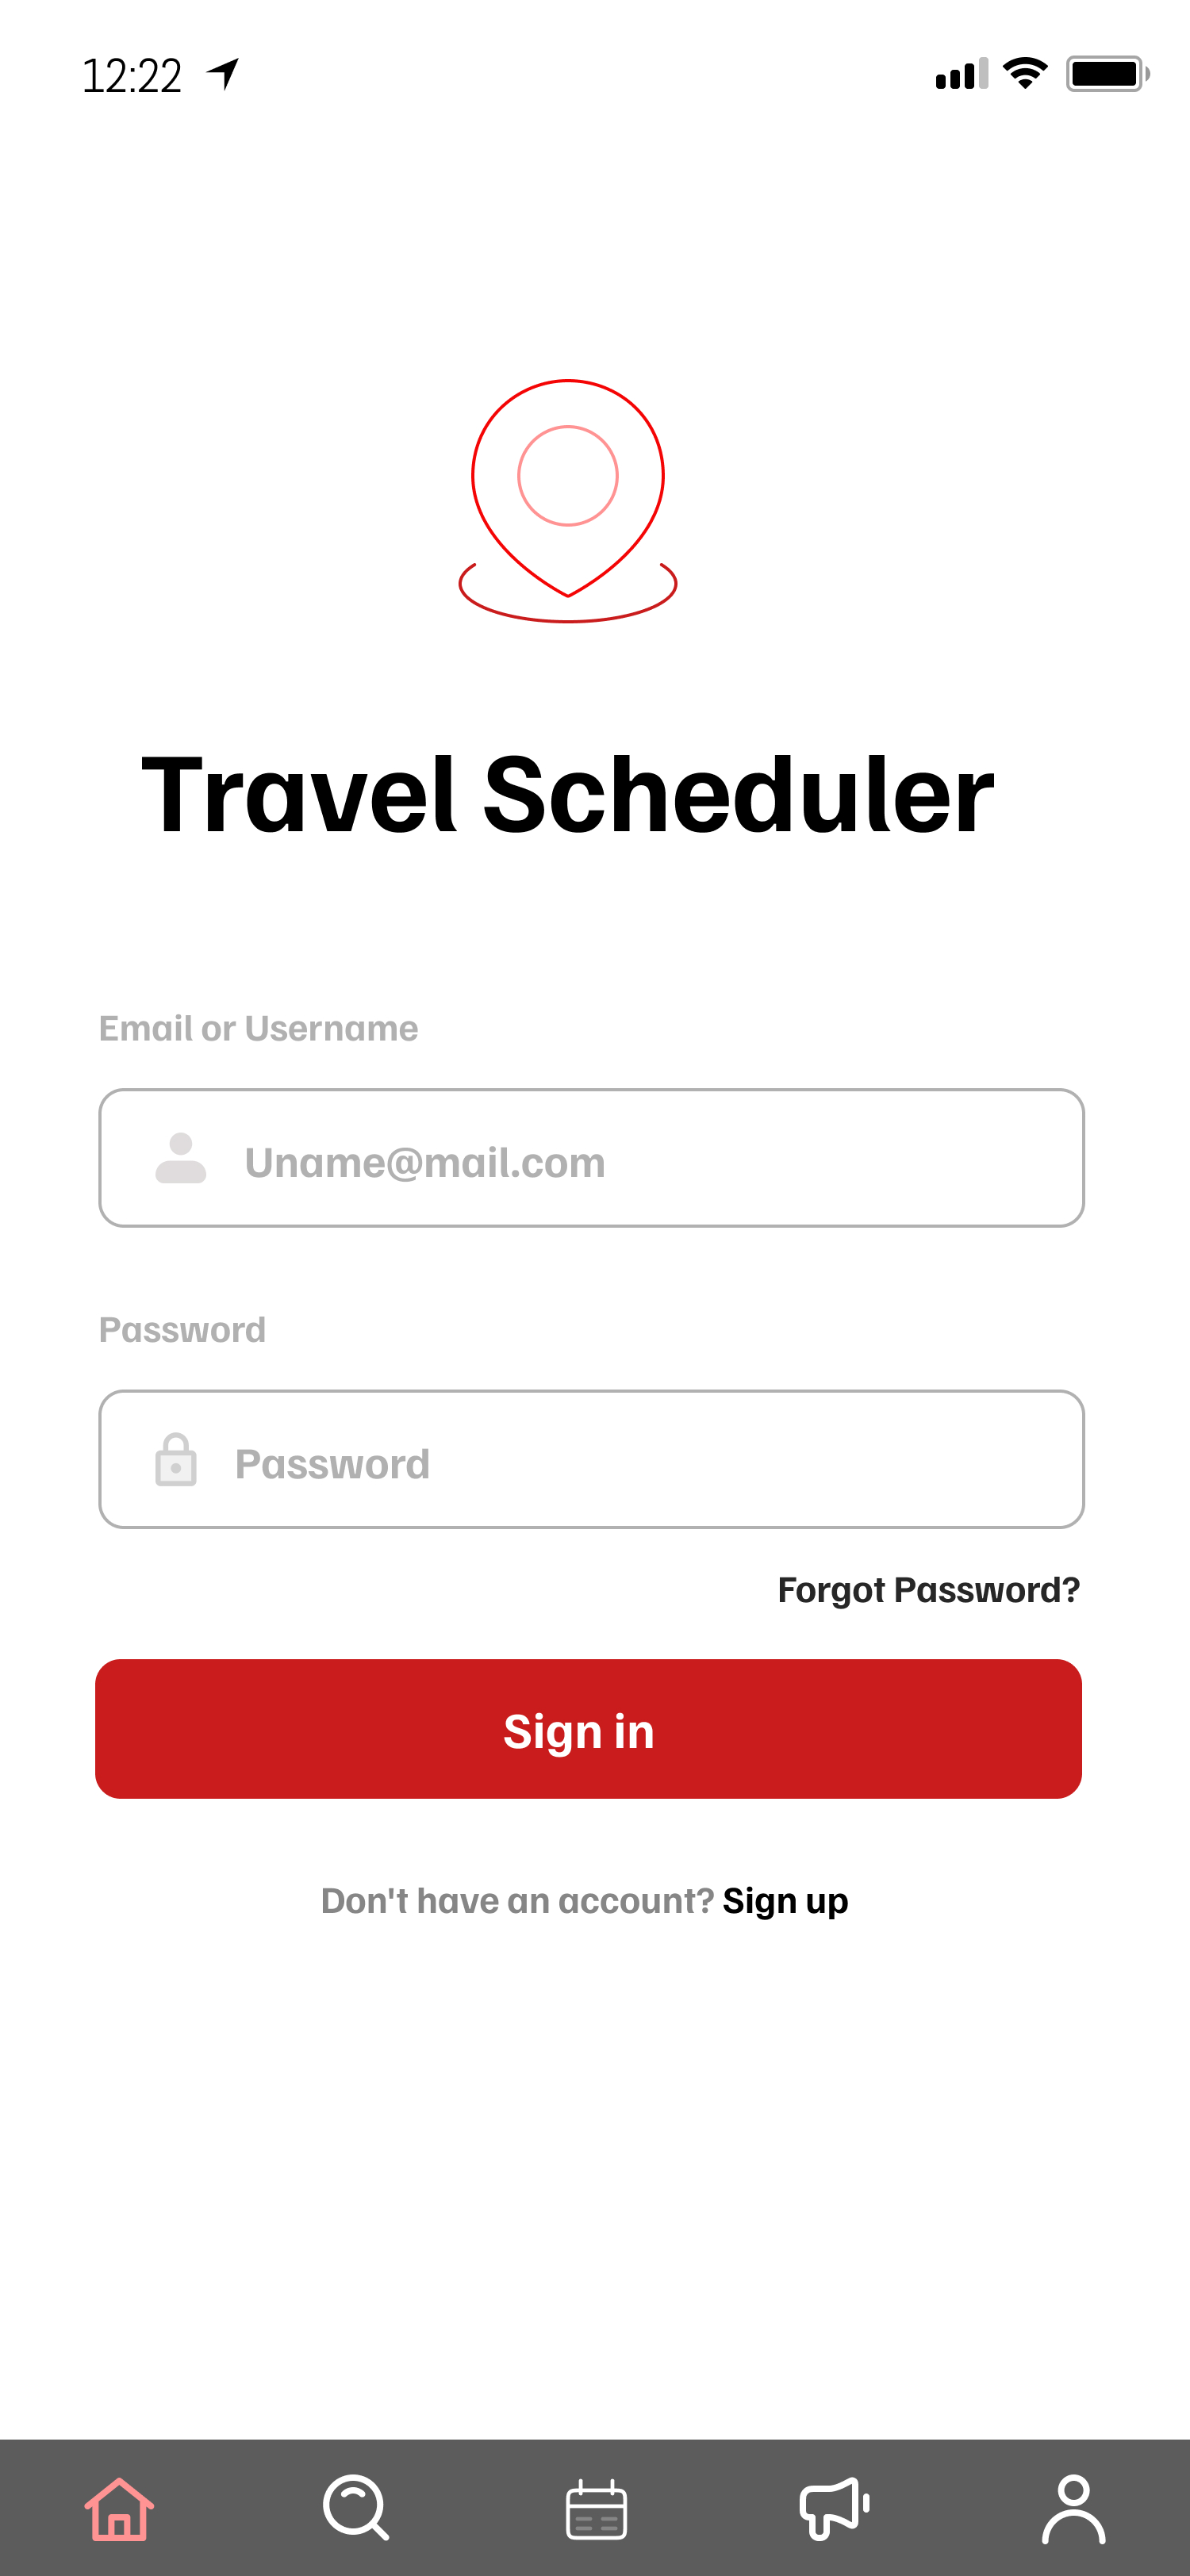 12:22
Travel Scheduler
Email or Username
Uname@mail.com
Password
Password
Forgot Password?
Sign in
Don't have an account? Sign up